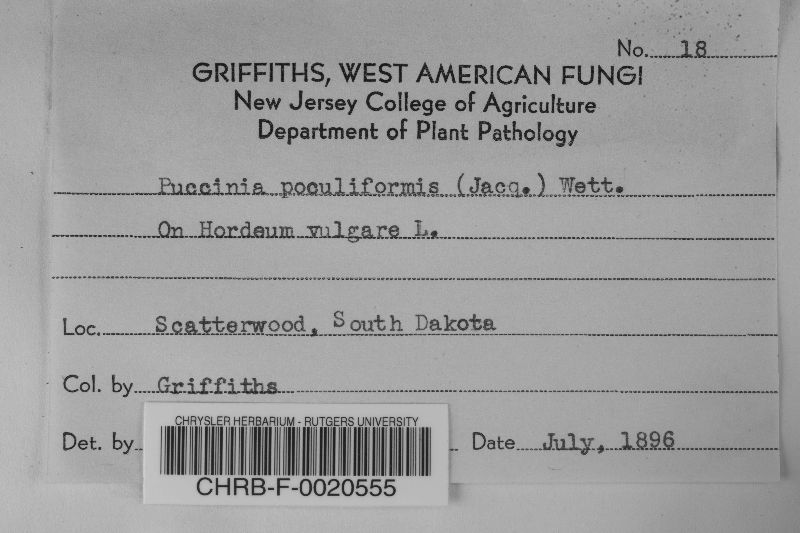 No. 18
GRIFFITHS, WEST AMERICAN FUNGI
New Jersey College of Agriculture
Department of Plant Pathology
Puccinia poculiformis (Jacq.) Wett.
On Hordeum vulgare L.
Loc. Scatterwood, South Dakota
Col. by Griffiths
Det. by
Date July, 1896
CHRYSLER HERBARIUM - RUTGERS UNIVERSITY
CHRB-F-0020555